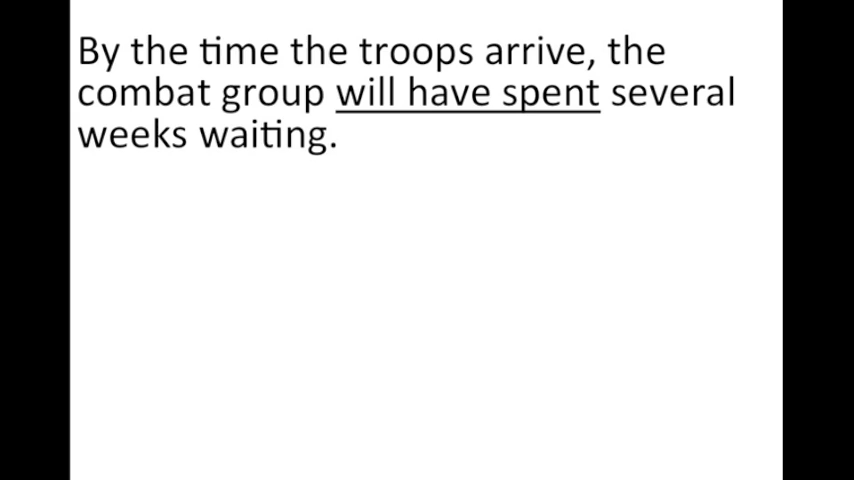 By the time the troops arrive, the
combat group will have spent several
weeks waiting.